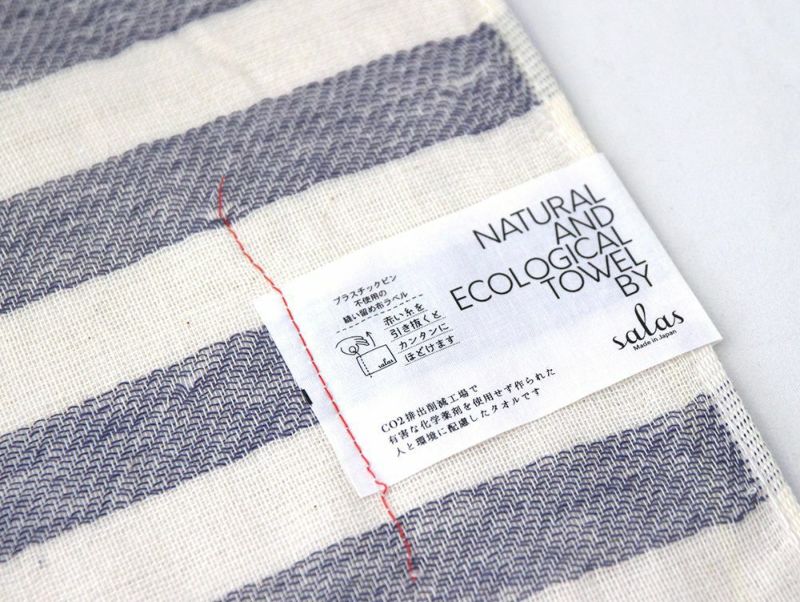 NATURAL
AND
ECOLOGICAL
TOWEL
BY
salas
Made in Japan
プラスチックピン
不使用の
縫い留め布ラベル
赤い糸を
引き抜くと
カンタンに
ほどけます
salas
CO2排出削減工場で
有害な化学薬剤を使用せず作られた
人と環境に配慮したタオルです